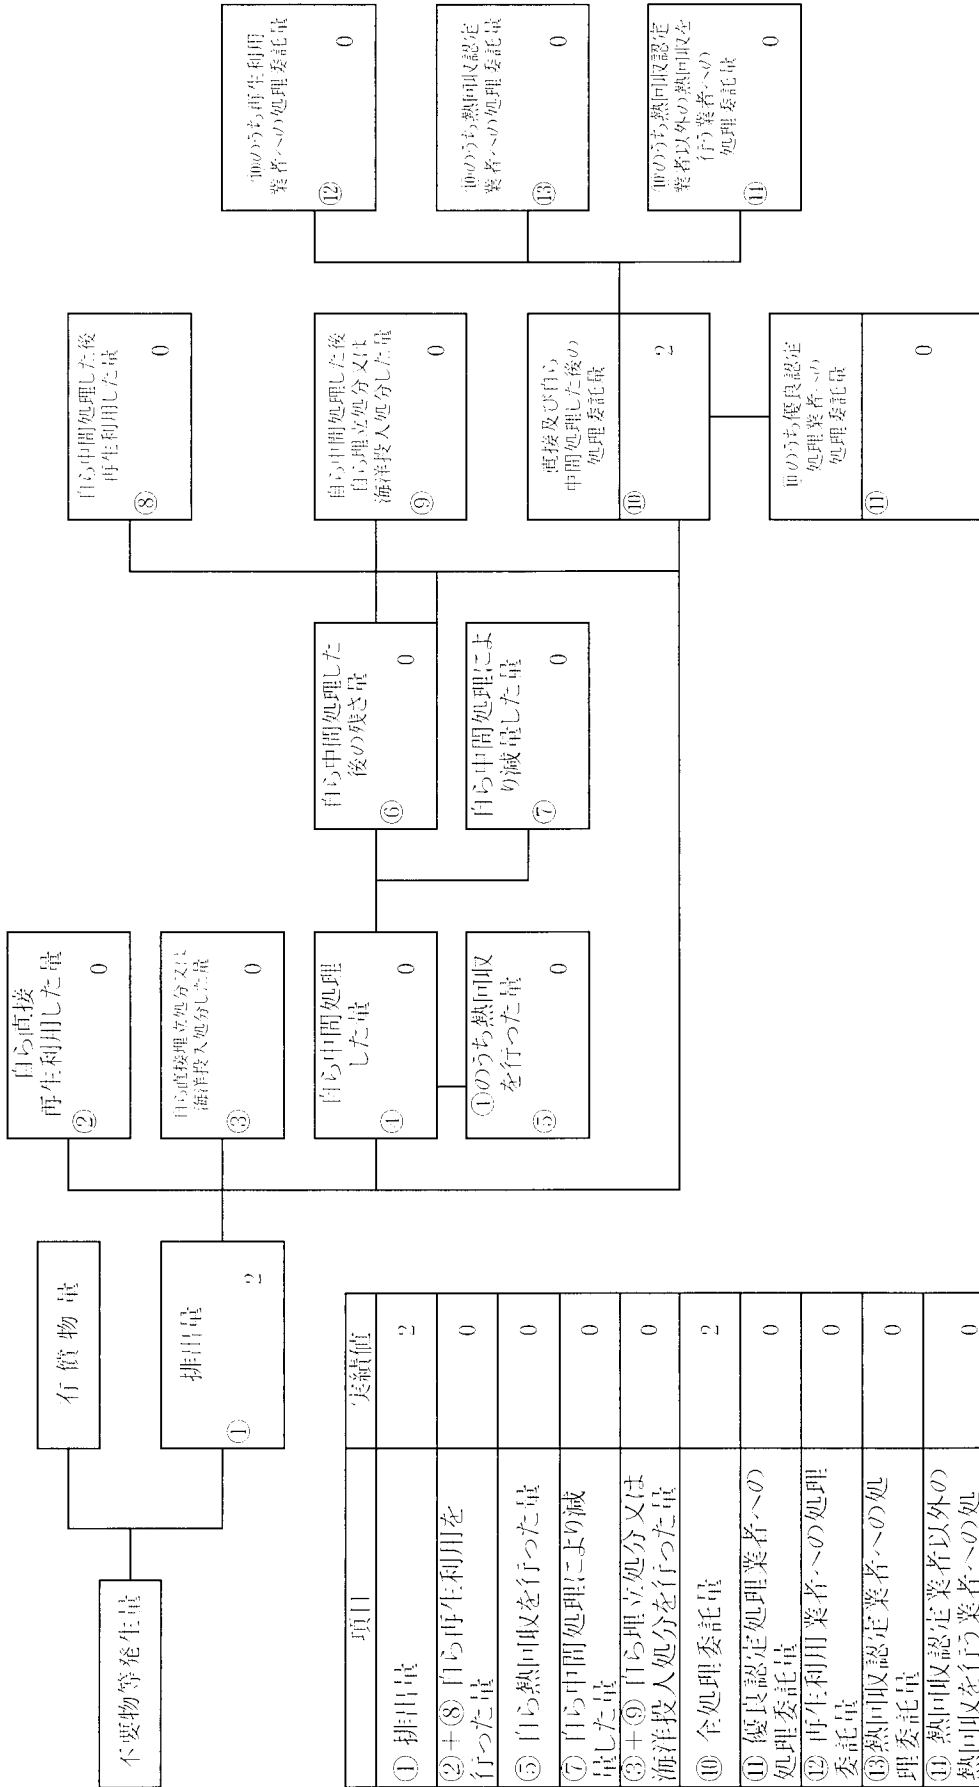 不要物等発生量
有償物量
排出量
①
2
自ら直接
再生利用した量
②
0
自ら直接埋立処分又は
海洋投入処分した量
③
0
自ら中間処理
した量
④
0
④のうち熱回収
を行った量
⑤
0
自ら中間処理した
後の残さ量
⑥
0
自ら中間処理によ
り減量した量
⑦
0
自ら中間処理した後
再生利用した量
⑧
0
自ら中間処理した後
自ら埋立処分又は
海洋投入処分した量
⑨
0
直接及び自ら
中間処理した後の
処理委託量
⑩
2
⑩のうち優良認定
処理業者への
処理委託量
⑪
0
⑩のうち再生利用
業者への処理委託量
⑫
0
⑩のうち熱回収認定
業者への処理委託量
⑬
0
⑩のうち熱回収認定
業者以外の熱回収を
行う業者への
処理委託量
⑭
0
項目 実績値
① 排出量 2
②+⑧ 自ら再生利用を
行った量 0
⑤ 自ら熱回収を行った量 0
⑦ 自ら中間処理により減
量した量 0
③+⑨ 自ら埋立処分又は
海洋投入処分を行った量 0
⑩ 全処理委託量 2
⑪ 優良認定処理業者への
処理委託量 0
⑫ 再生利用業者への処理
委託量 0
⑬熱回収認定業者への処
理委託量 0
⑭ 熱回収認定業者以外の
熱回収を行う業者への処 0